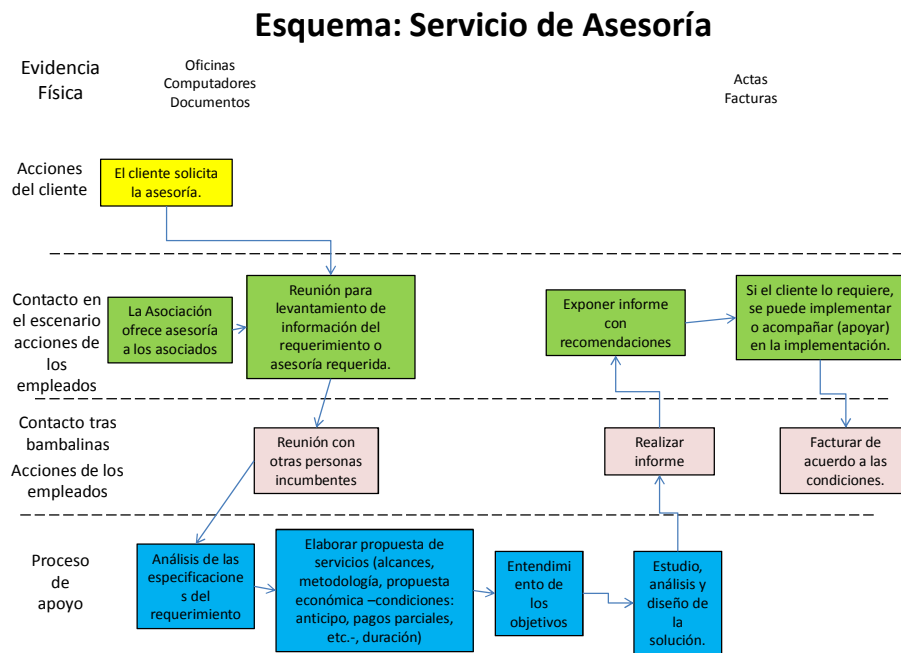 Esquema: Servicio de Asesoría
Evidencia
Física
Oficinas
Computadores
Documentos
Actas
Facturas
Acciones
del cliente
El cliente solicita
la asesoría.
Contacto en
el escenario
acciones de
los
empleados
La Asociación
ofrece asesoría
a los asociados
Reunión para
levantamiento de
información del
requerimiento o
asesoría requerida.
Exponer informe
con
recomendaciones
Si el cliente lo requiere,
se puede implementar
o acompañar (apoyar)
en la implementación.
Contacto tras
bambalinas
Acciones de los
empleados
Reunión con
otras personas
incumbentes
Realizar
informe
Facturar de
acuerdo a las
condiciones.
Proceso
de
apoyo
Análisis de las
especificacione
s del
requerimiento
Elaborar propuesta de
servicios (alcances,
metodología, propuesta
económica –condiciones:
anticipo, pagos parciales,
etc.-, duración)
Entendimi
ento de
los
objetivos
Estudio,
análisis y
diseño de
la
solución.